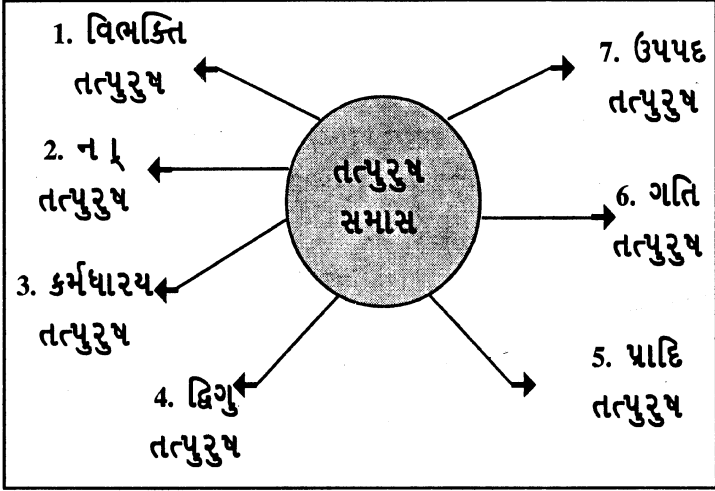 તત્પુરુષ
સમાસ
1. વિભક્તિ
તત્પુરુષ
2. ન
તત્પુરુષ
3. કર્મધારય
તત્પુરુષ
4. દ્વિગુ
તત્પુરુષ
5. પ્રાદિ
તત્પુરુષ
6. ગતિ
તત્પુરુષ
7. ઉપપદ
તત્પુરુષ